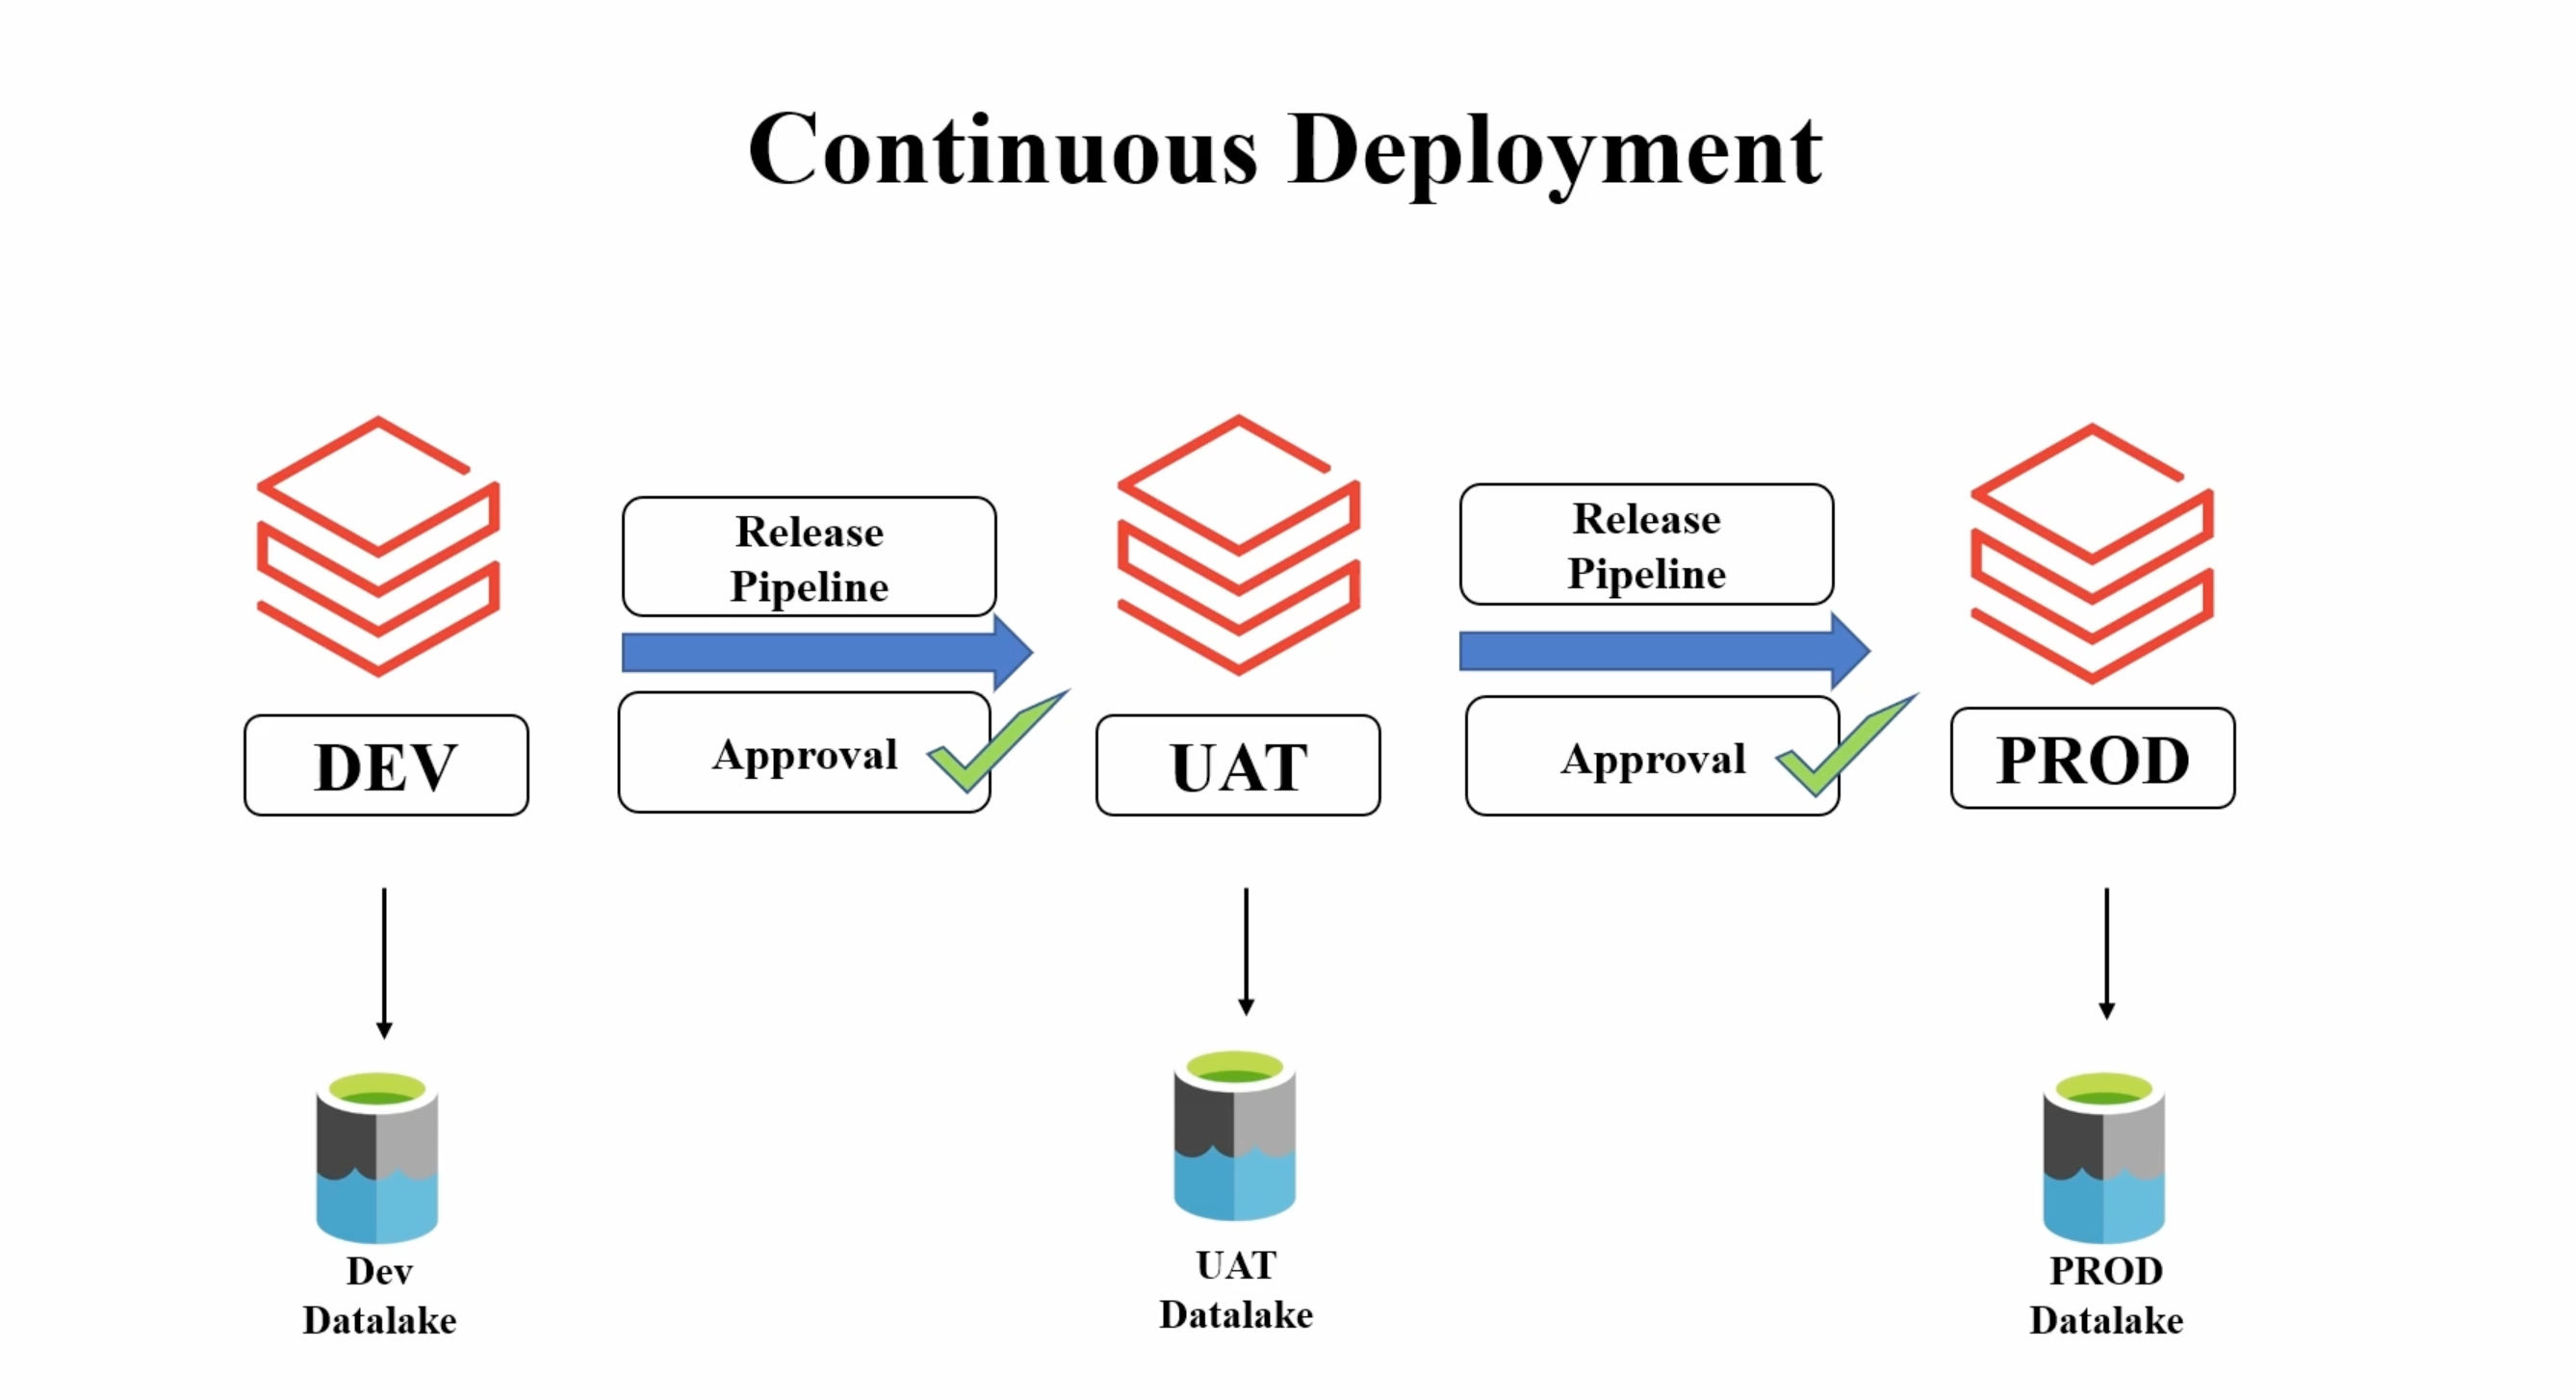 Continuous Deployment
Release
Pipeline
Release
Pipeline
DEV
Approval
UAT
Approval
PROD
Dev
Datalake
UAT
Datalake
PROD
Datalake